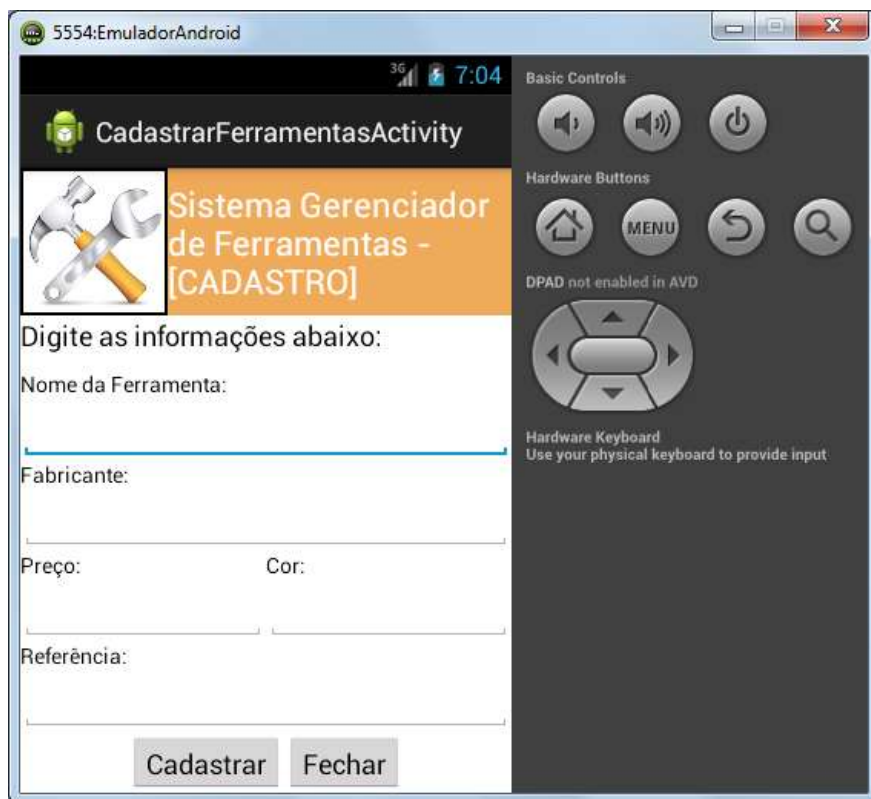 5554:EmuladorAndroid
3G 7:04
CadastrarFerramentasActivity
Sistema Gerenciador
de Ferramentas -
[CADASTRO]
Digite as informações abaixo:
Nome da Ferramenta:
Fabricante:
Preço: Cor:
Referência:
Cadastrar Fechar
Basic Controls
Hardware Buttons
MENU
DPAD not enabled in AVD
Hardware Keyboard
Use your physical keyboard to provide input